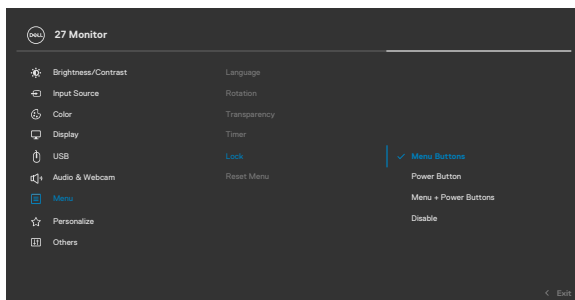 DELL 27 Monitor
Brightness/Contrast
Input Source
Color
Display
USB
Audio & Webcam
Menu
Personalize
Others
Language
Rotation
Transparency
Timer
Lock
Reset Menu
Menu Buttons
Power Button
Menu + Power Buttons
Disable
< Exit